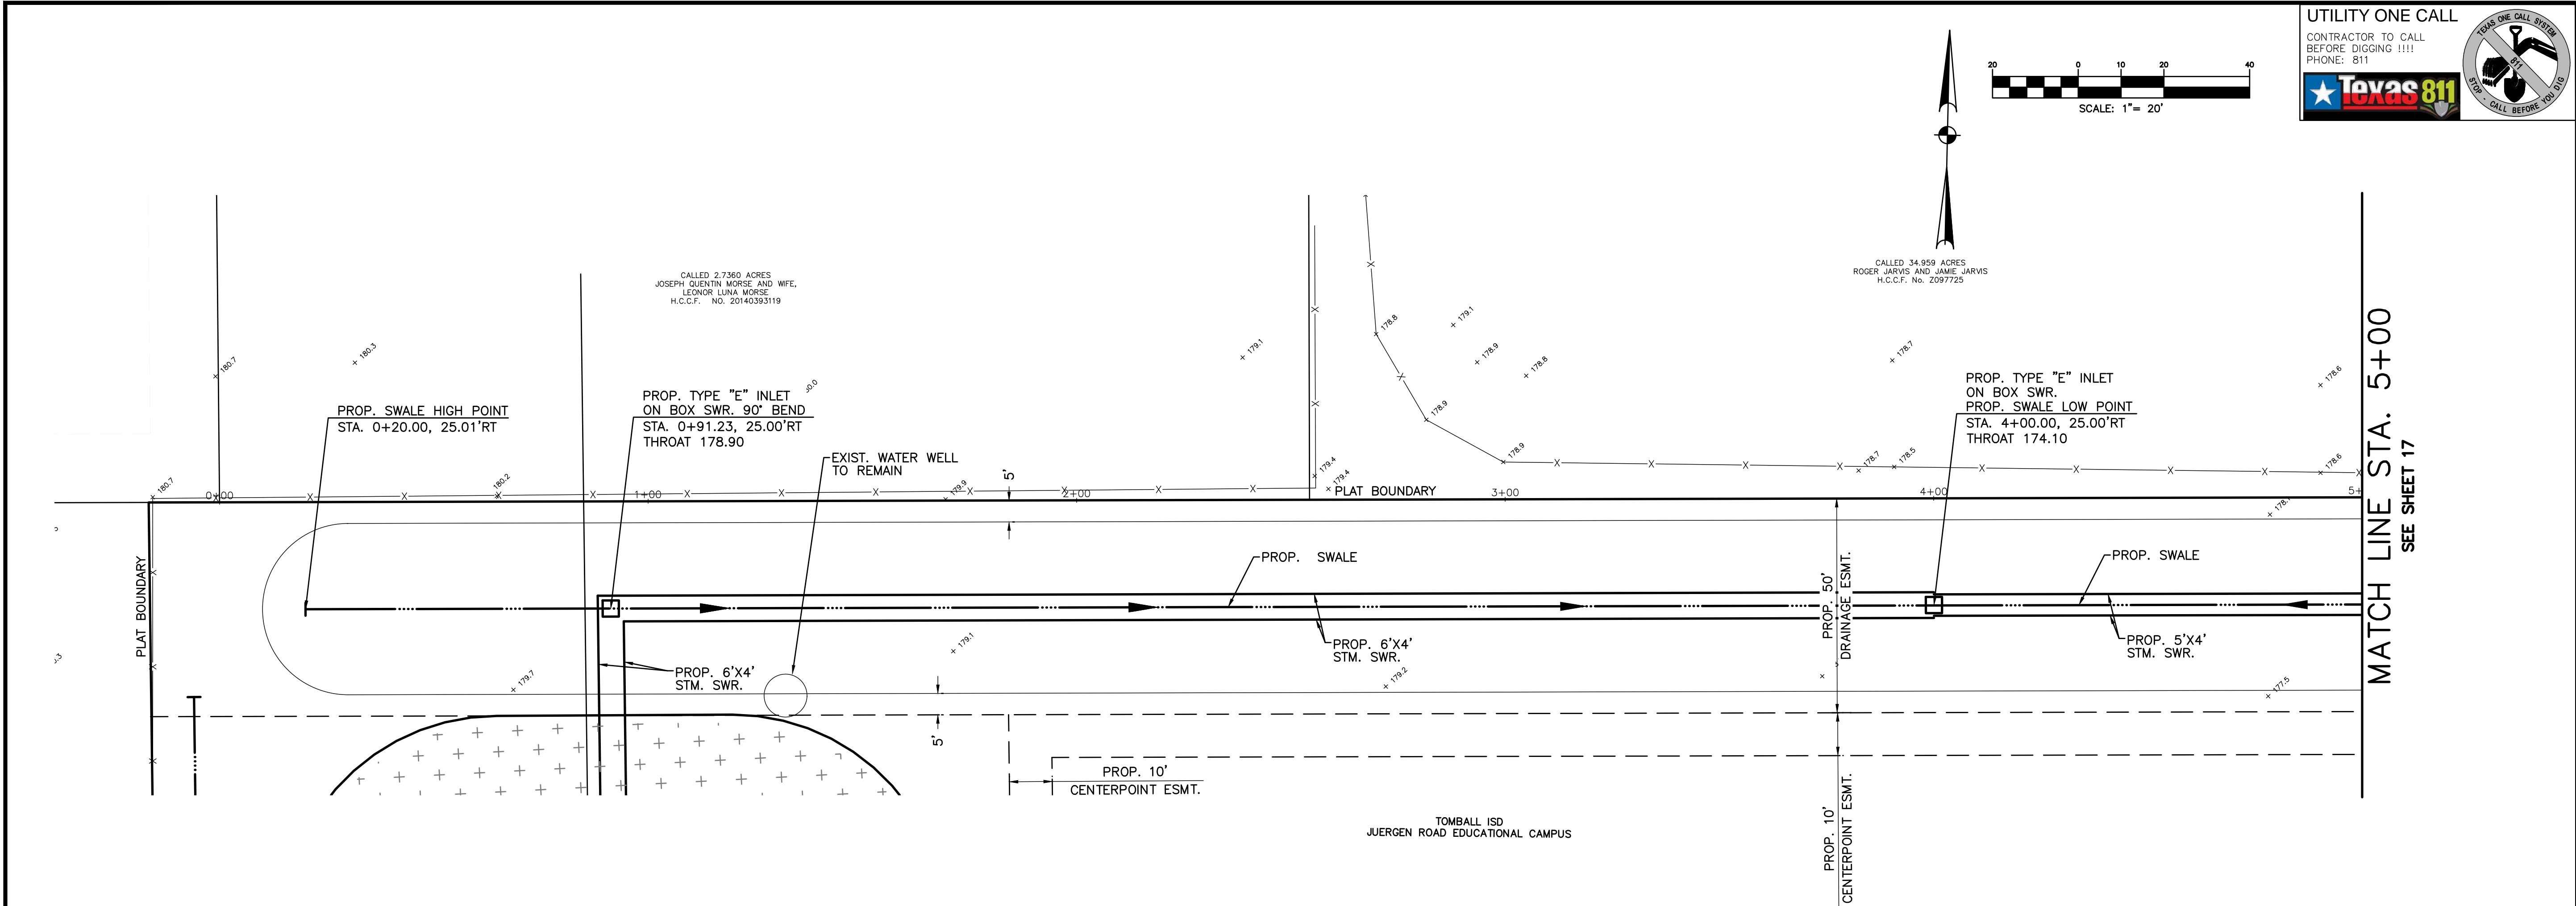 UTILITY ONE CALL
CONTRACTOR TO CALL
BEFORE DIGGING !!!!
PHONE: 811
Texas 811
TEXAS ONE CALL SYSTEM
811
STOP - CALL BEFORE YOU DIG
20 0 10 20 40
SCALE: 1"= 20'
CALLED 2.7360 ACRES
JOSEPH QUENTIN MORSE AND WIFE,
LEONOR LUNA MORSE
H.C.C.F. NO. 20140393119
CALLED 34.959 ACRES
ROGER JARVIS AND JAMIE JARVIS
H.C.C.F. No. Z097725
180.7
180.3
179.1
178.8
179.1
178.9
178.8
178.7
178.6
178.9
PROP. SWALE HIGH POINT
STA. 0+20.00, 25.01'RT
PROP. TYPE "E" INLET
ON BOX SWR. 90° BEND
STA. 0+91.23, 25.00'RT
THROAT 178.90
EXIST. WATER WELL
TO REMAIN
PROP. TYPE "E" INLET
ON BOX SWR.
PROP. SWALE LOW POINT
STA. 4+00.00, 25.00'RT
THROAT 174.10
MATCH LINE STA. 5+00
SEE SHEET 17
180.7
180.2
179.9
179.4
179.4
178.9
178.7
178.5
178.6
0+00
1+00
2+00
PLAT BOUNDARY
3+00
4+00
5+
5'
PLAT BOUNDARY
PROP. SWALE
PROP. SWALE
PROP. 50'
DRAINAGE ESMT.
179.1
179.7
179.2
177.5
PROP. 6'X4'
STM. SWR.
PROP. 6'X4'
STM. SWR.
PROP. 5'X4'
STM. SWR.
5'
PROP. 10'
CENTERPOINT ESMT.
PROP. 10'
CENTERPOINT ESMT.
TOMBALL ISD
JUERGEN ROAD EDUCATIONAL CAMPUS